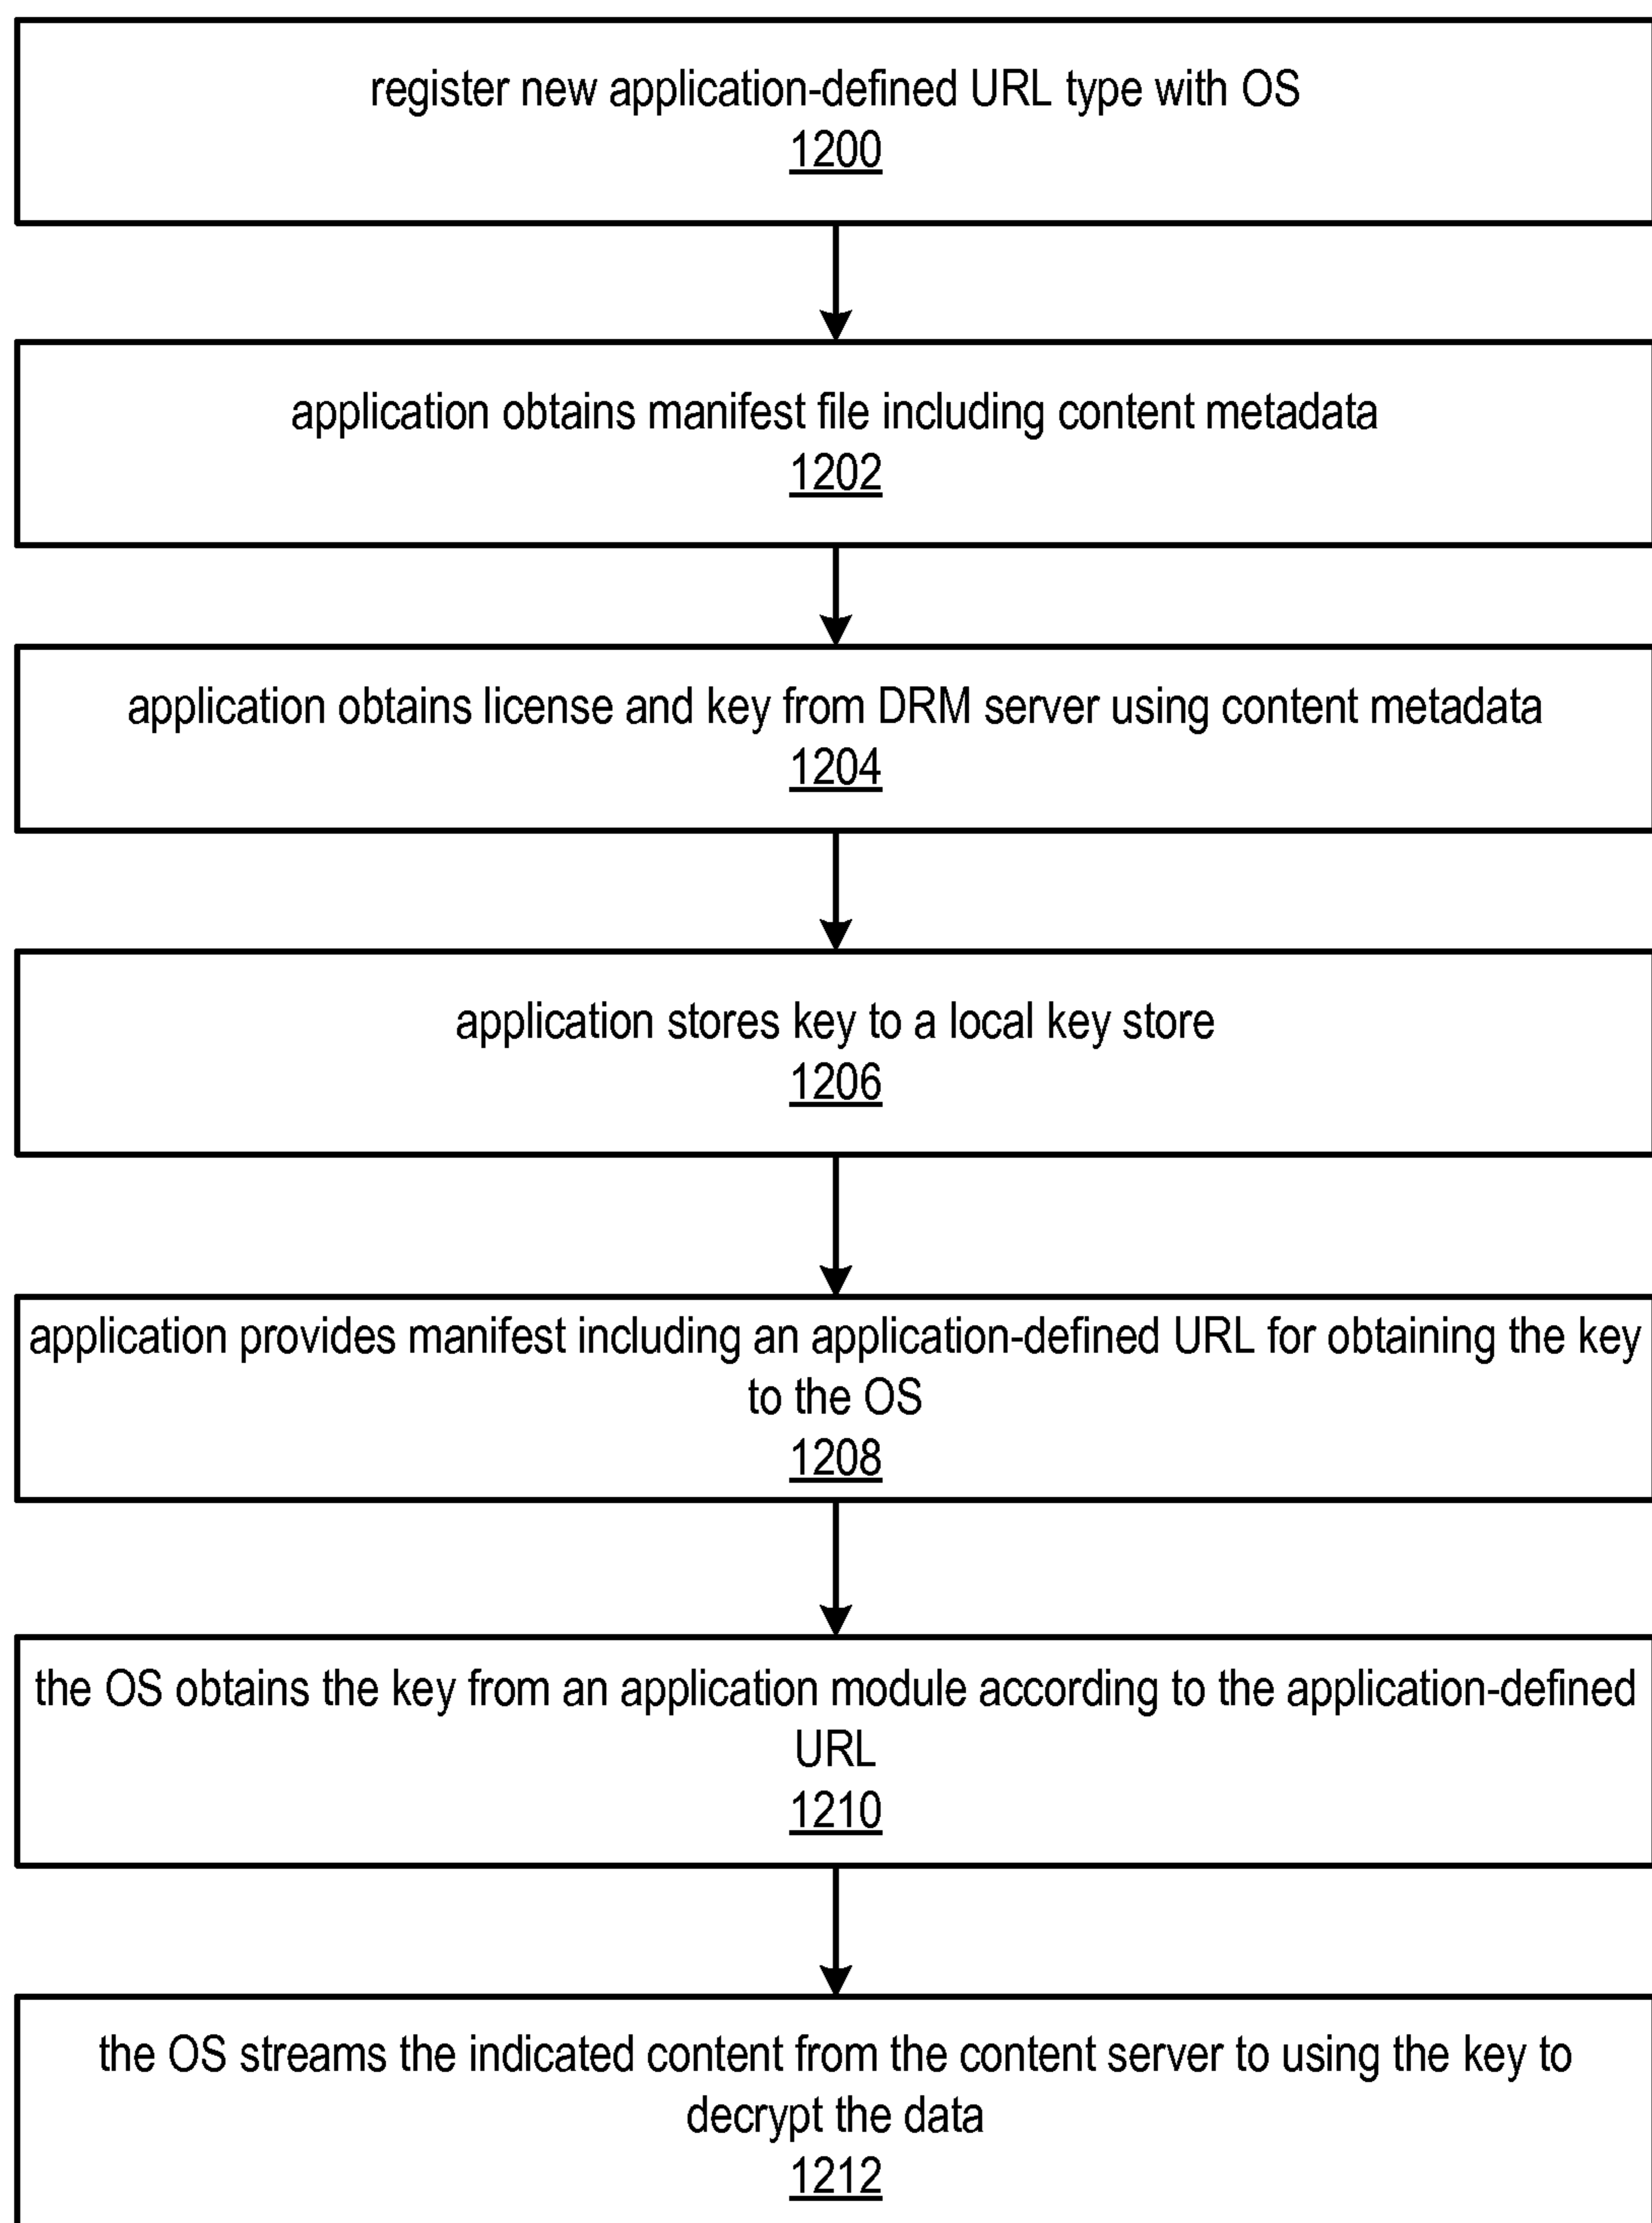 register new application-defined URL type with OS
1200
application obtains manifest file including content metadata
1202
application obtains license and key from DRM server using content metadata
1204
application stores key to a local key store
1206
application provides manifest including an application-defined URL for obtaining the key
to the OS
1208
the OS obtains the key from an application module according to the application-defined
URL
1210
the OS streams the indicated content from the content server to using the key to
decrypt the data
1212